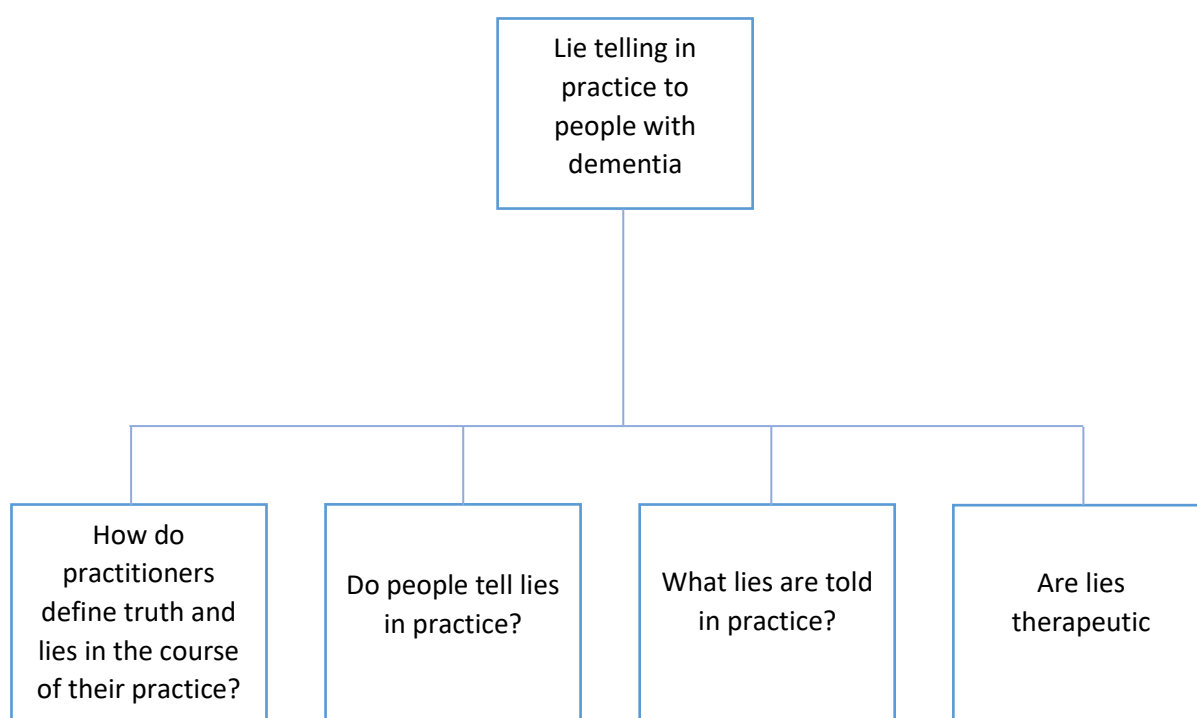 Lie telling in
practice to
people with
dementia
How do
practitioners
define truth and
lies in the course
of their practice?
Do people tell lies
in practice?
What lies are told
in practice?
Are lies
therapeutic